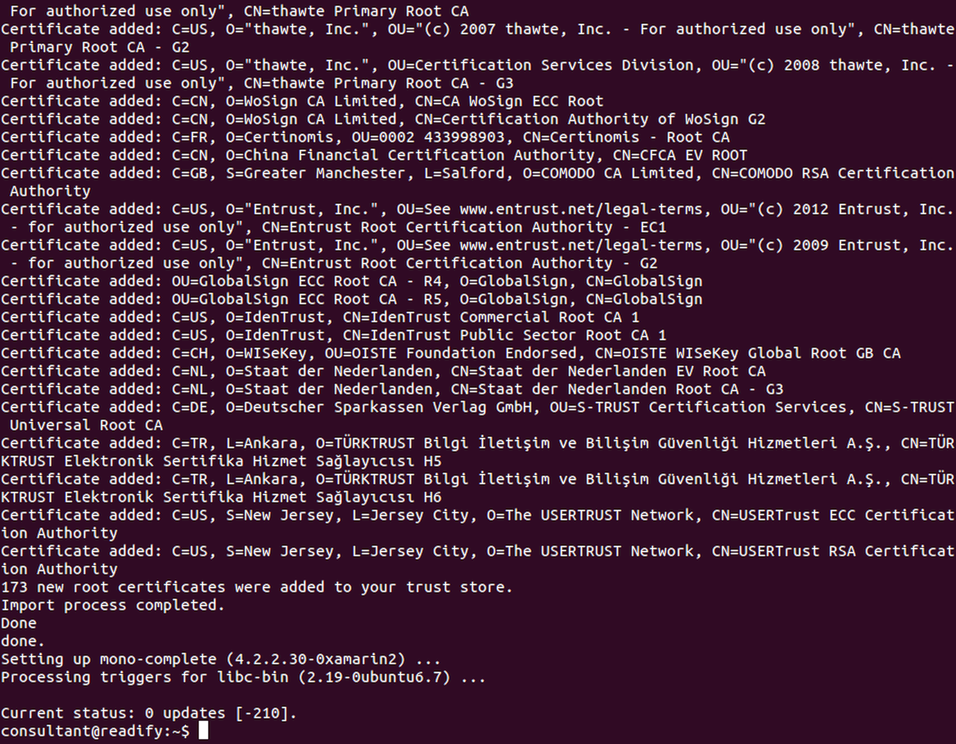 For authorized use only", CN=thawte Primary Root CA
Certificate added: C=US, O="thawte, Inc.", OU="(c) 2007 thawte, Inc. - For authorized use only", CN=thawte
Primary Root CA - G2
Certificate added: C=US, O="thawte, Inc.", OU=Certification Services Division, OU="(c) 2008 thawte, Inc. -
For authorized use only", CN=thawte Primary Root CA - G3
Certificate added: C=CN, O=WoSign CA Limited, CN=CA WoSign ECC Root
Certificate added: C=CN, O=WoSign CA Limited, CN=Certification Authority of WoSign G2
Certificate added: C=FR, O=Certinomis, OU=0002 433998903, CN=Certinomis - Root CA
Certificate added: C=CN, O=China Financial Certification Authority, CN=CFCA EV ROOT
Certificate added: C=GB, S=Greater Manchester, L=Salford, O=COMODO CA Limited, CN=COMODO RSA Certification
Authority
Certificate added: C=US, O="Entrust, Inc.", OU=See www.entrust.net/legal-terms, OU="(c) 2012 Entrust, Inc.
- for authorized use only", CN=Entrust Root Certification Authority - EC1
Certificate added: C=US, O="Entrust, Inc.", OU=See www.entrust.net/legal-terms, OU="(c) 2009 Entrust, Inc.
- for authorized use only", CN=Entrust Root Certification Authority - G2
Certificate added: OU=GlobalSign ECC Root CA - R4, O=GlobalSign, CN=GlobalSign
Certificate added: OU=GlobalSign ECC Root CA - R5, O=GlobalSign, CN=GlobalSign
Certificate added: C=US, O=IdenTrust, CN=IdenTrust Commercial Root CA 1
Certificate added: C=US, O=IdenTrust, CN=IdenTrust Public Sector Root CA 1
Certificate added: C=CH, O=WISeKey, OU=OISTE Foundation Endorsed, CN=OISTE WISeKey Global Root GB CA
Certificate added: C=NL, O=Staat der Nederlanden, CN=Staat der Nederlanden EV Root CA
Certificate added: C=NL, O=Staat der Nederlanden, CN=Staat der Nederlanden Root CA - G3
Certificate added: C=DE, O=Deutscher Sparkassen Verlag GmbH, OU=S-TRUST Certification Services, CN=S-TRUST
Universal Root CA
Certificate added: C=TR, L=Ankara, O=TÜRKTRUST Bilgi İletişim ve Bilişim Güvenliği Hizmetleri A.Ş., CN=TÜR
KTRUST Elektronik Sertifika Hizmet Sağlayıcısı H5
Certificate added: C=TR, L=Ankara, O=TÜRKTRUST Bilgi İletişim ve Bilişim Güvenliği Hizmetleri A.Ş., CN=TÜR
KTRUST Elektronik Sertifika Hizmet Sağlayıcısı H6
Certificate added: C=US, S=New Jersey, L=Jersey City, O=The USERTRUST Network, CN=USERTrust ECC Certificat
ion Authority
Certificate added: C=US, S=New Jersey, L=Jersey City, O=The USERTRUST Network, CN=USERTrust RSA Certificat
ion Authority
173 new root certificates were added to your trust store.
Import process completed.
Done
done.
Setting up mono-complete (4.2.2.30-0xamarin2) ...
Processing triggers for libc-bin (2.19-0ubuntu6.7) ...
Current status: 0 updates [-210].
consultant@readify:~$